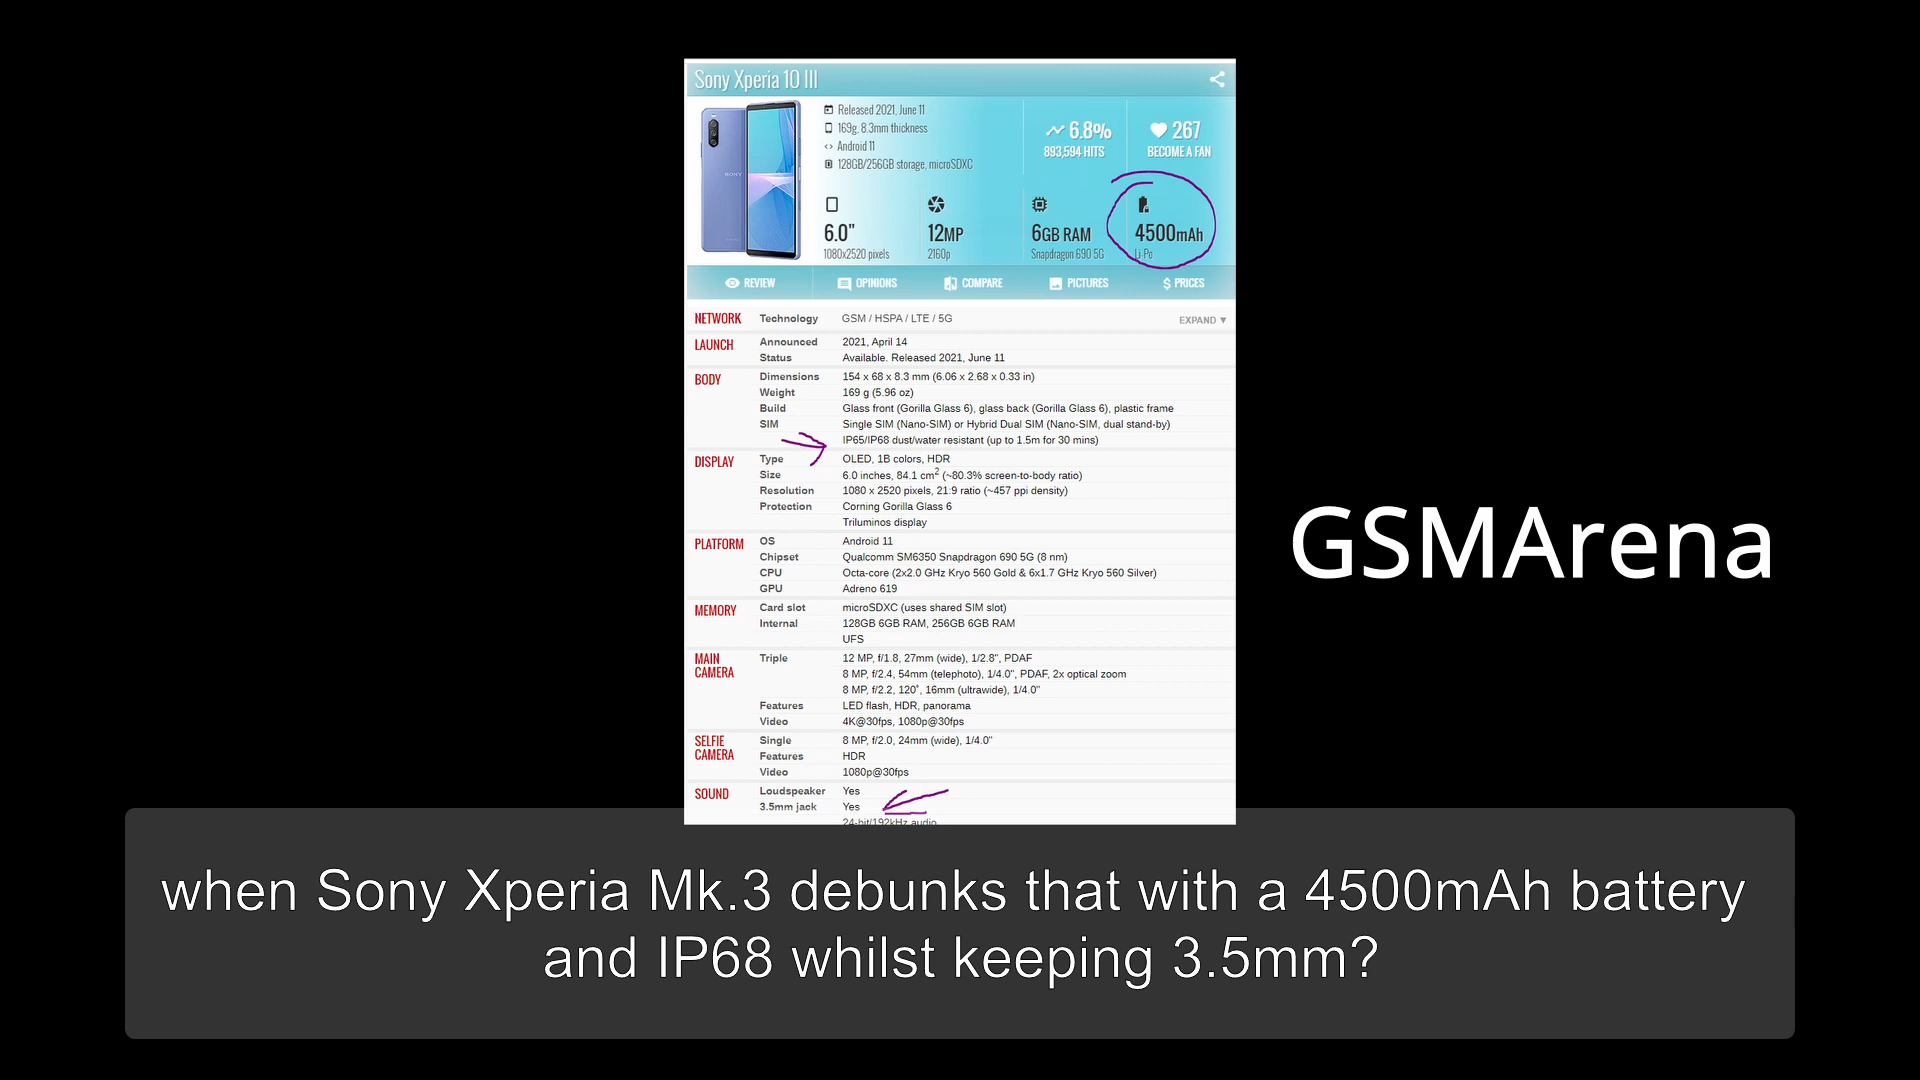 Sony Xperia 10 III
Released 2021, June 11
169g, 8.3mm thickness
Android 11
128GB/256GB storage, microSDXC
6.8%
893,594 HITS
267
BECOME A FAN
SONY
6.0"
1080x2520 pixels
12MP
2160p
6GB RAM
Snapdragon 690 5G
4500mAh
Li-Po
REVIEW
OPINIONS
COMPARE
PICTURES
$ PRICES
NETWORK Technology GSM / HSPA / LTE / 5G EXPAND ▼
LAUNCH Announced 2021, April 14
Status Available. Released 2021, June 11
BODY Dimensions 154 x 68 x 8.3 mm (6.06 x 2.68 x 0.33 in)
Weight 169 g (5.96 oz)
Build Glass front (Gorilla Glass 6), glass back (Gorilla Glass 6), plastic frame
SIM Single SIM (Nano-SIM) or Hybrid Dual SIM (Nano-SIM, dual stand-by)
IP65/IP68 dust/water resistant (up to 1.5m for 30 mins)
DISPLAY Type OLED, 1B colors, HDR
Size 6.0 inches, 84.1 cm² (~80.3% screen-to-body ratio)
Resolution 1080 x 2520 pixels, 21:9 ratio (~457 ppi density)
Protection Corning Gorilla Glass 6
Triluminos display
PLATFORM OS Android 11
Chipset Qualcomm SM6350 Snapdragon 690 5G (8 nm)
CPU Octa-core (2x2.0 GHz Kryo 560 Gold & 6x1.7 GHz Kryo 560 Silver)
GPU Adreno 619
MEMORY Card slot microSDXC (uses shared SIM slot)
Internal 128GB 6GB RAM, 256GB 6GB RAM
UFS
MAIN CAMERA Triple 12 MP, f/1.8, 27mm (wide), 1/2.8", PDAF
8 MP, f/2.4, 54mm (telephoto), 1/4.0", PDAF, 2x optical zoom
8 MP, f/2.2, 120˚, 16mm (ultrawide), 1/4.0"
Features LED flash, HDR, panorama
Video 4K@30fps, 1080p@30fps
SELFIE CAMERA Single 8 MP, f/2.0, 24mm (wide), 1/4.0"
Features HDR
Video 1080p@30fps
SOUND Loudspeaker Yes
3.5mm jack Yes
24-bit/192kHz audio
GSMArena
when Sony Xperia Mk.3 debunks that with a 4500mAh battery
and IP68 whilst keeping 3.5mm?